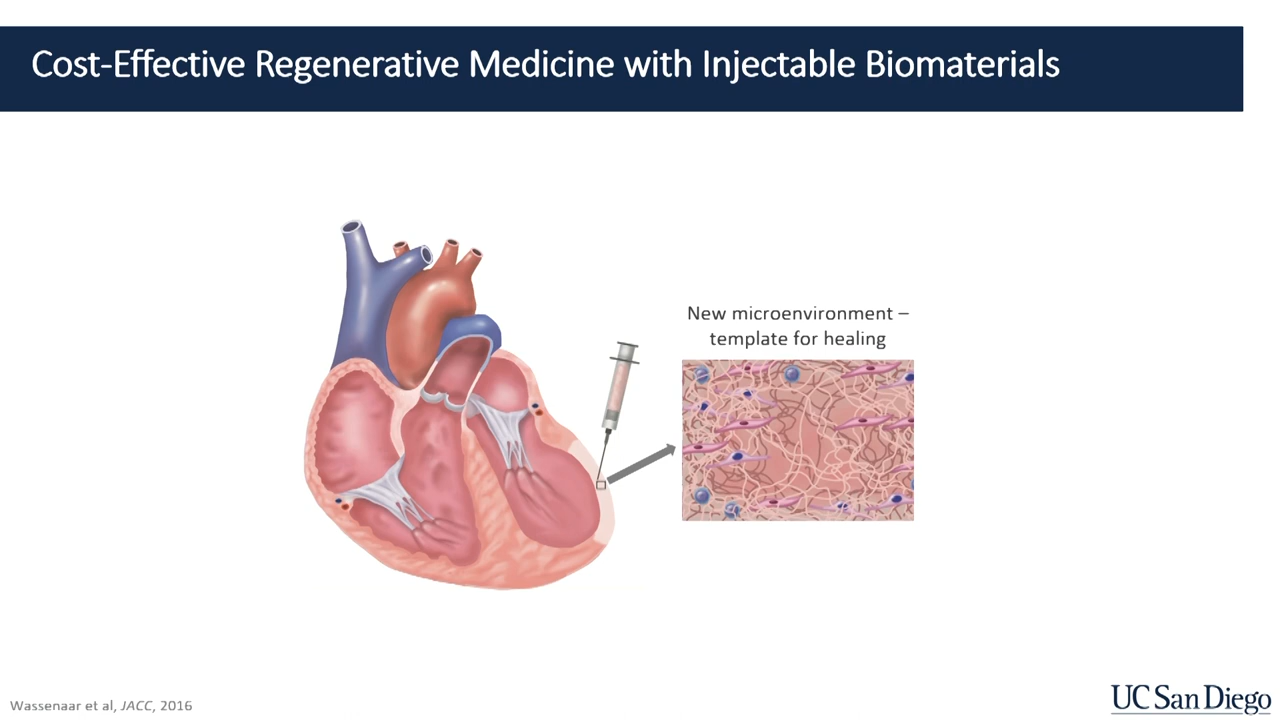 Cost-Effective Regenerative Medicine with Injectable Biomaterials
New microenvironment –
template for healing
Wassenaar et al, JACC, 2016
UC San Diego